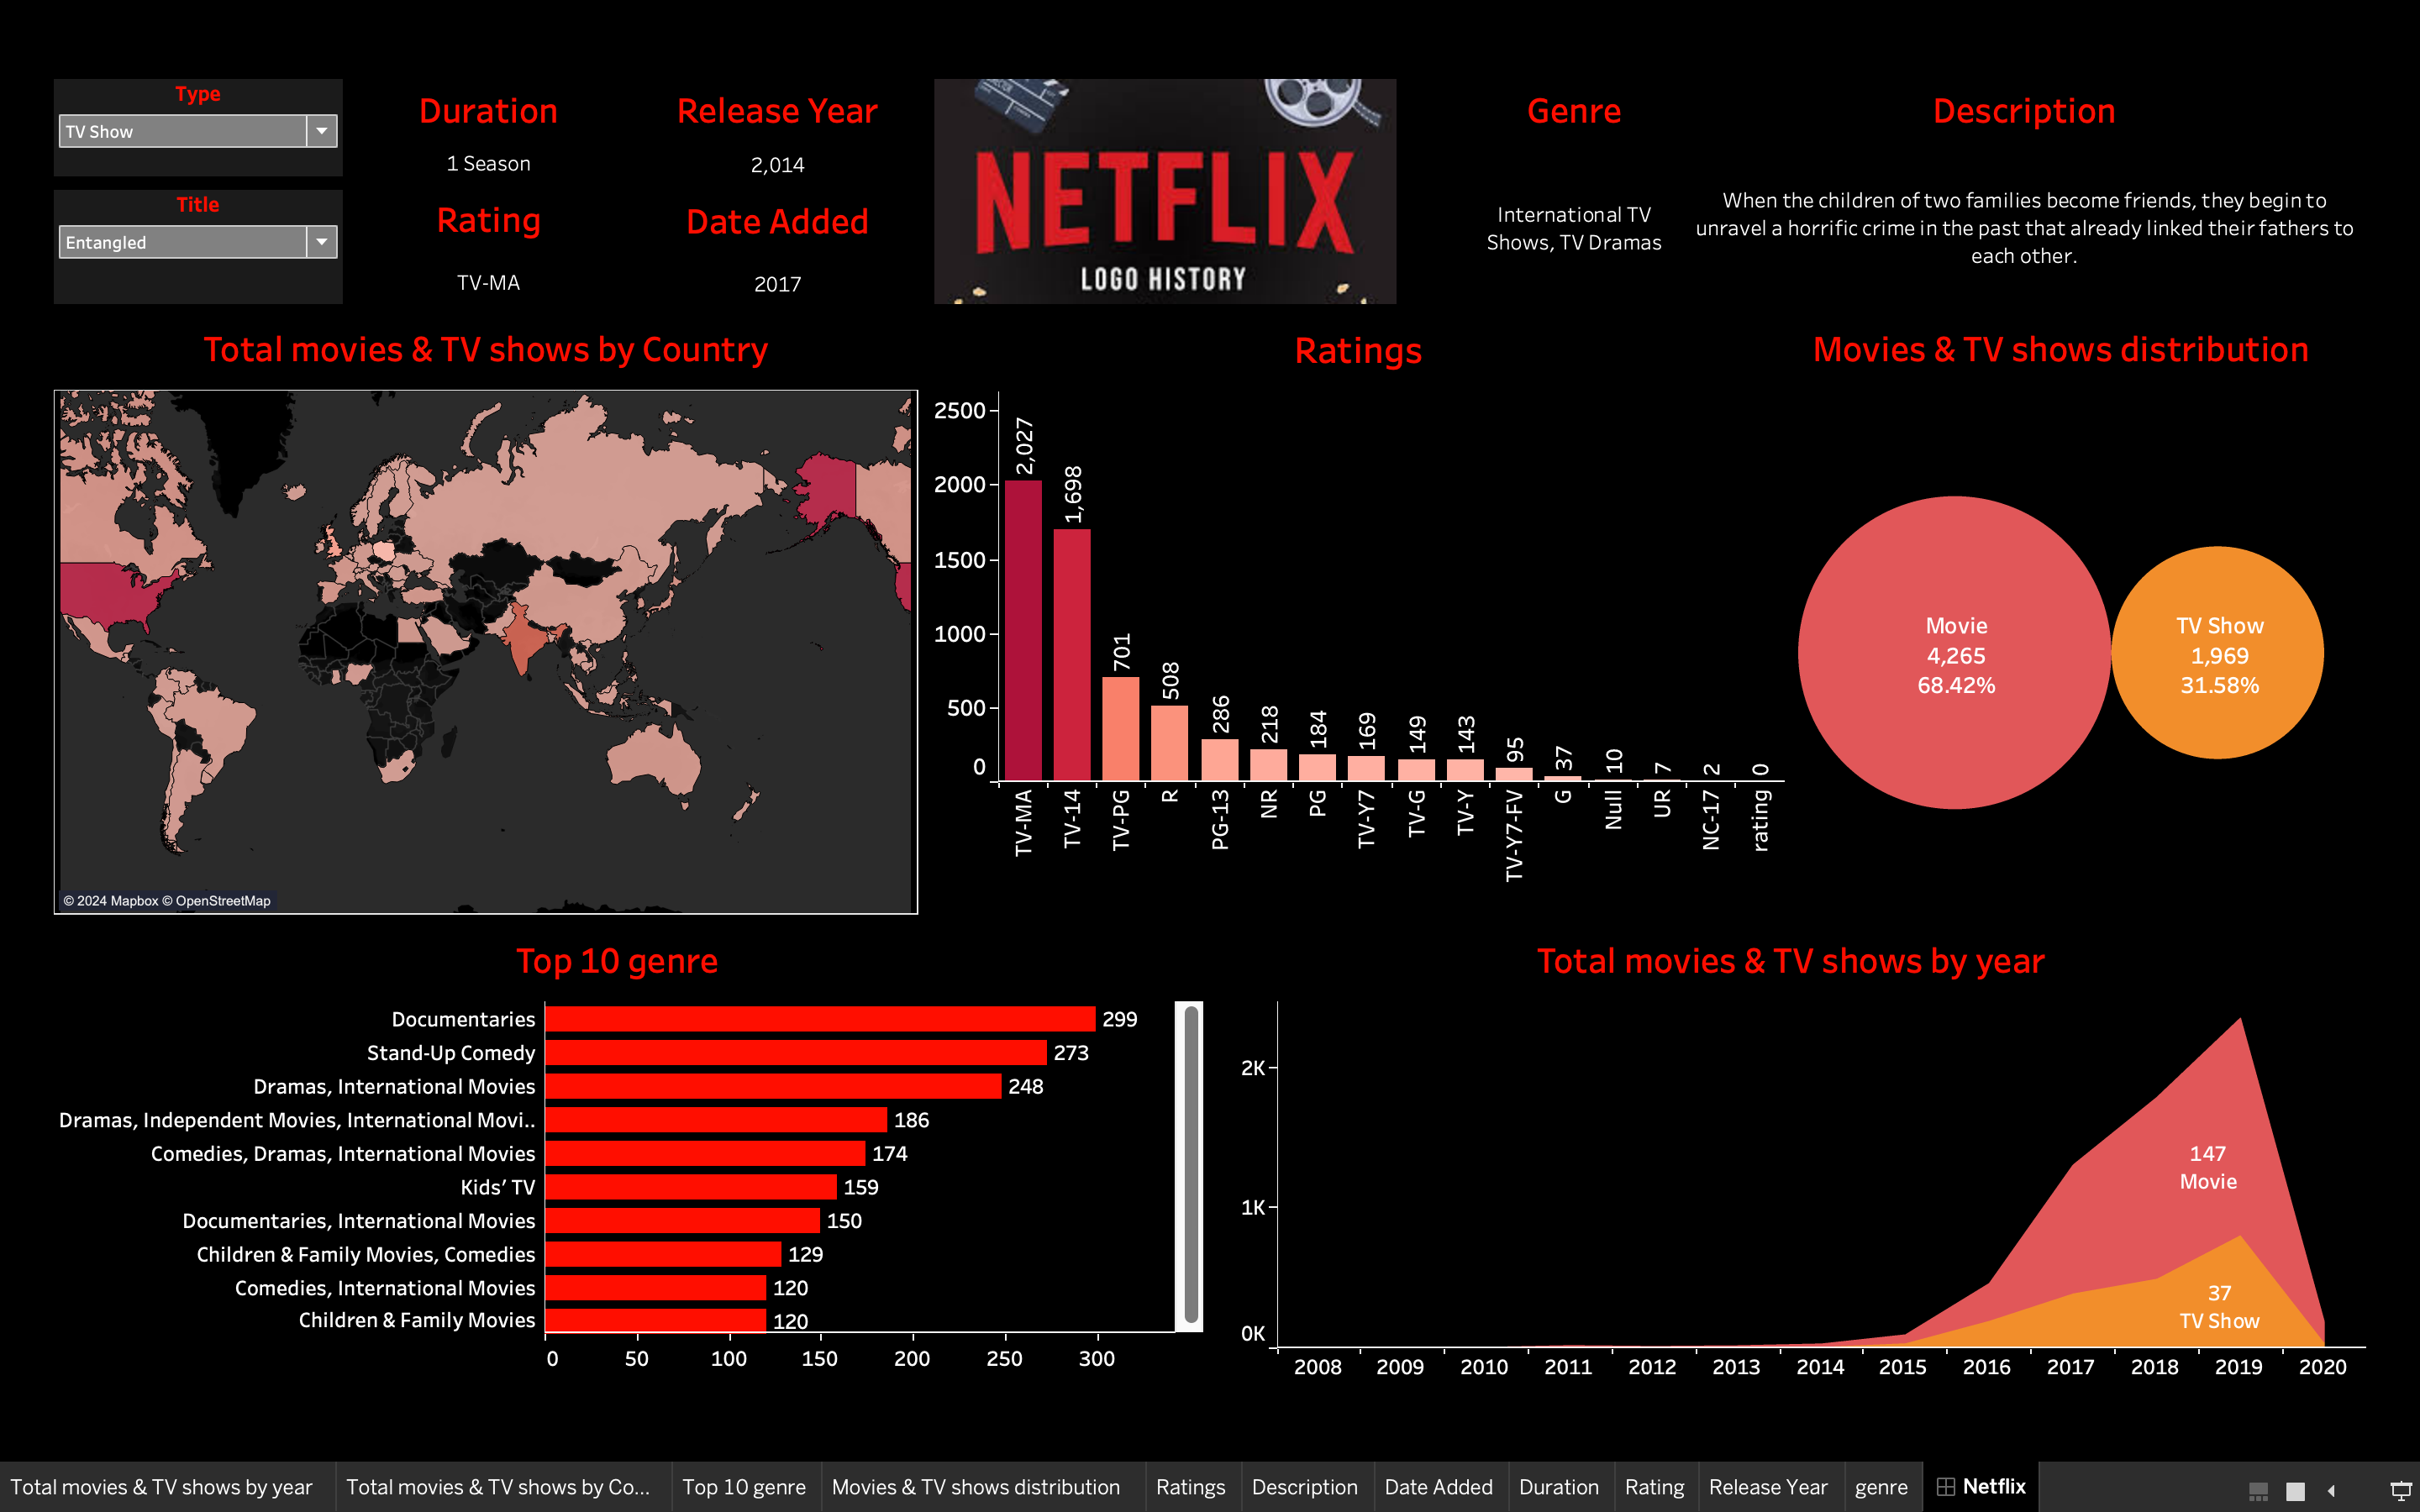 Type
TV Show
Title
Entangled
Duration
1 Season
Rating
TV-MA
Release Year
2,014
Date Added
2017
NETFLIX
LOGO HISTORY
Genre
International TV
Shows, TV Dramas
Description
When the children of two families become friends, they begin to
unravel a horrific crime in the past that already linked their fathers to
each other.
Total movies & TV shows by Country
© 2024 Mapbox © OpenStreetMap
Ratings
2500
2000
1500
1000
500
0
2,027
1,698
701
508
286
218
184
169
149
143
95
37
10
7
2
0
TV-MA
TV-14
TV-PG
R
PG-13
NR
PG
TV-Y7
TV-G
TV-Y
TV-Y7-FV
G
Null
UR
NC-17
rating
Movies & TV shows distribution
Movie
4,265
68.42%
TV Show
1,969
31.58%
Top 10 genre
Documentaries 299
Stand-Up Comedy 273
Dramas, International Movies 248
Dramas, Independent Movies, International Movi.. 186
Comedies, Dramas, International Movies 174
Kids' TV 159
Documentaries, International Movies 150
Children & Family Movies, Comedies 129
Comedies, International Movies 120
Children & Family Movies 120
0 50 100 150 200 250 300
Total movies & TV shows by year
2K
1K
0K
147
Movie
37
TV Show
2008 2009 2010 2011 2012 2013 2014 2015 2016 2017 2018 2019 2020
Total movies & TV shows by year Total movies & TV shows by Co... Top 10 genre Movies & TV shows distribution Ratings Description Date Added Duration Rating Release Year genre Netflix